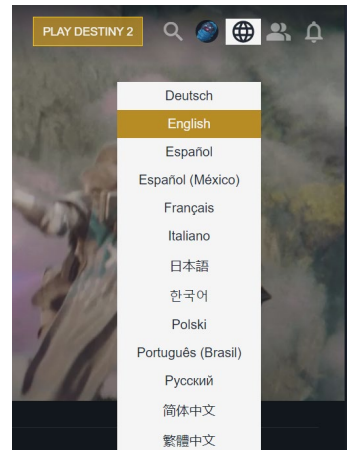 PLAY DESTINY 2
Deutsch
English
Español
Español (México)
Français
Italiano
日本語
한국어
Polski
Português (Brasil)
Русский
简体中文
繁體中文